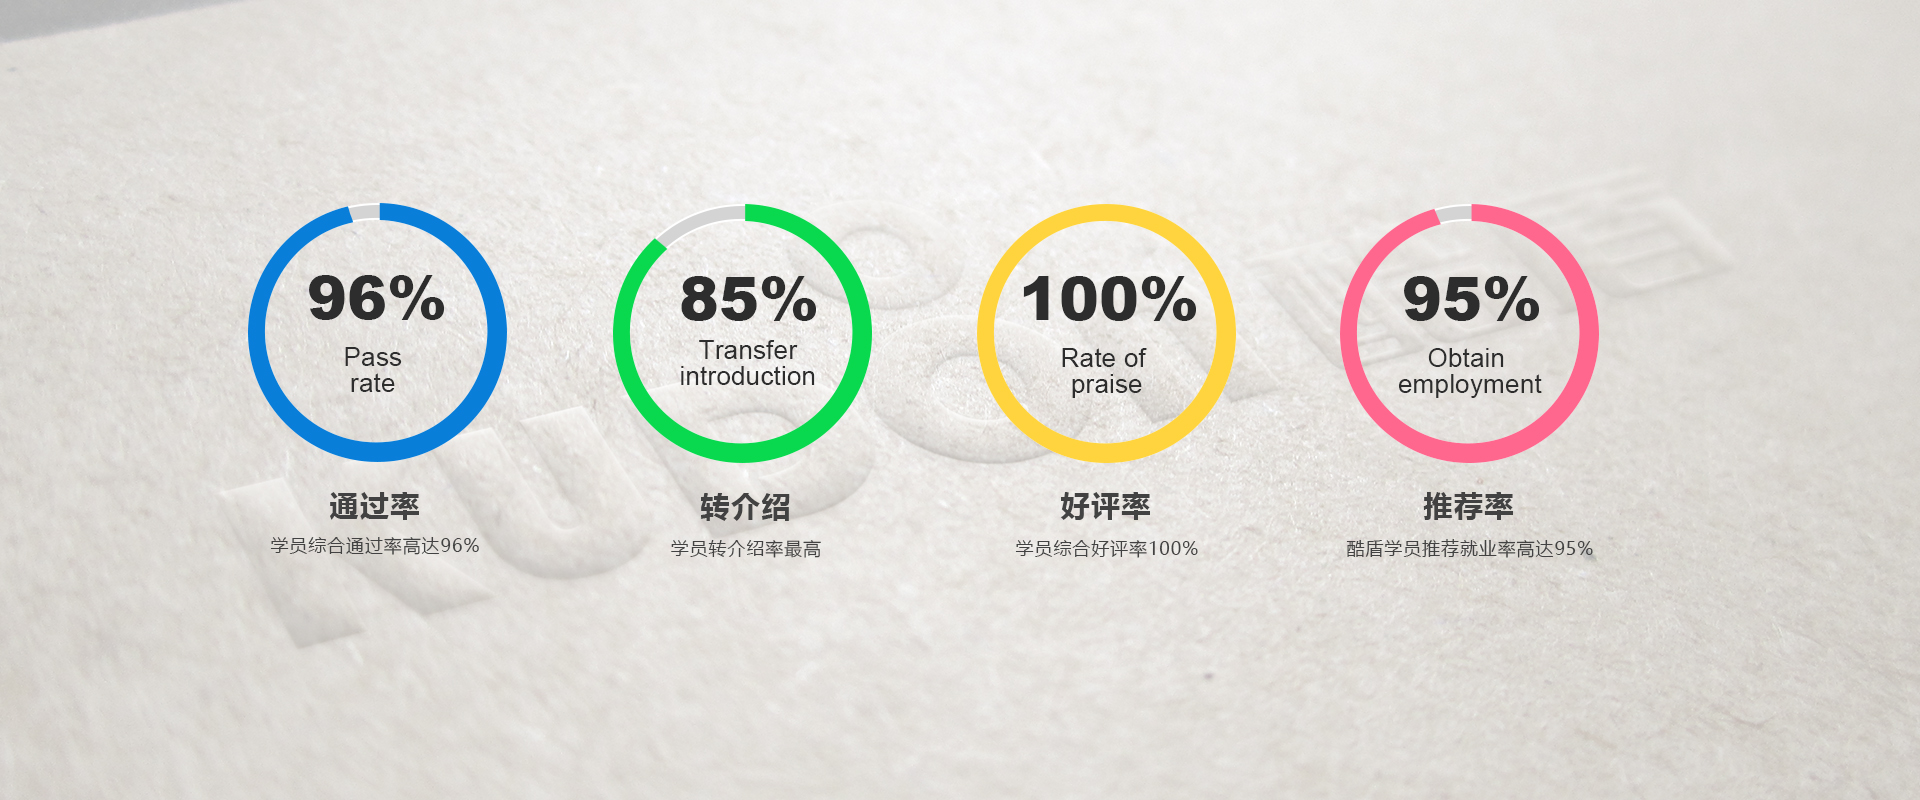 96%
Pass
rate
通过率
学员综合通过率高达96%
85%
Transfer
introduction
转介绍
学员转介绍率最高
100%
Rate of
praise
好评率
学员综合好评率100%
95%
Obtain
employment
推荐率
酷盾学员推荐就业率高达95%